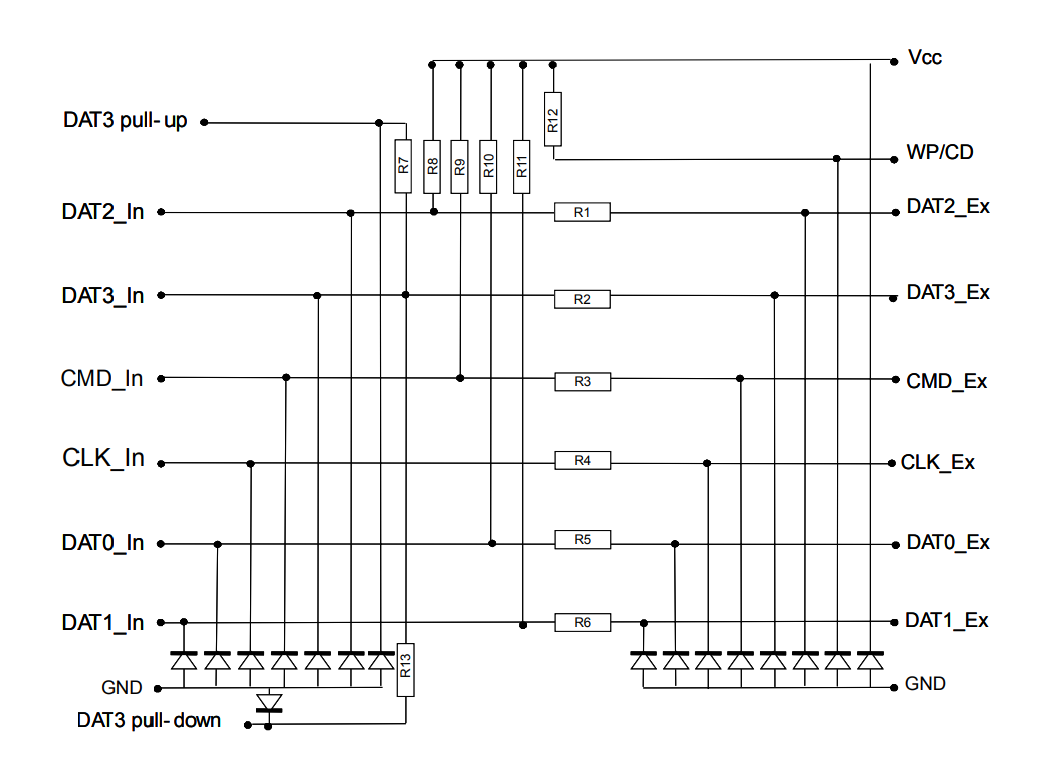 Vcc
DAT3 pull-up
R12
WP/CD
R7
R8
R9
R10
R11
DAT2_In
R1
DAT2_Ex
DAT3_In
R2
DAT3_Ex
CMD_In
R3
CMD_Ex
CLK_In
R4
CLK_Ex
DAT0_In
R5
DAT0_Ex
DAT1_In
R6
DAT1_Ex
R13
GND
GND
DAT3 pull-down